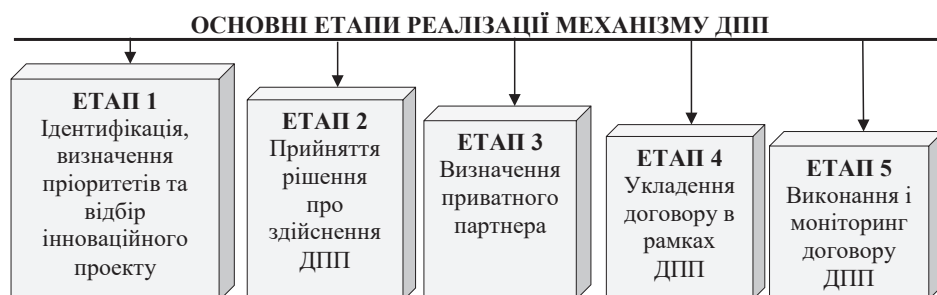 ОСНОВНІ ЕТАПИ РЕАЛІЗАЦІЇ МЕХАНІЗМУ ДПП
ЕТАП 1
Ідентифікація,
визначення
пріоритетів та
відбір
інноваційного
проекту
ЕТАП 2
Прийняття
рішення
про
здійснення
ДПП
ЕТАП 3
Визначення
приватного
партнера
ЕТАП 4
Укладення
договору в
рамках
ДПП
ЕТАП 5
Виконання і
моніторинг
договору
ДПП